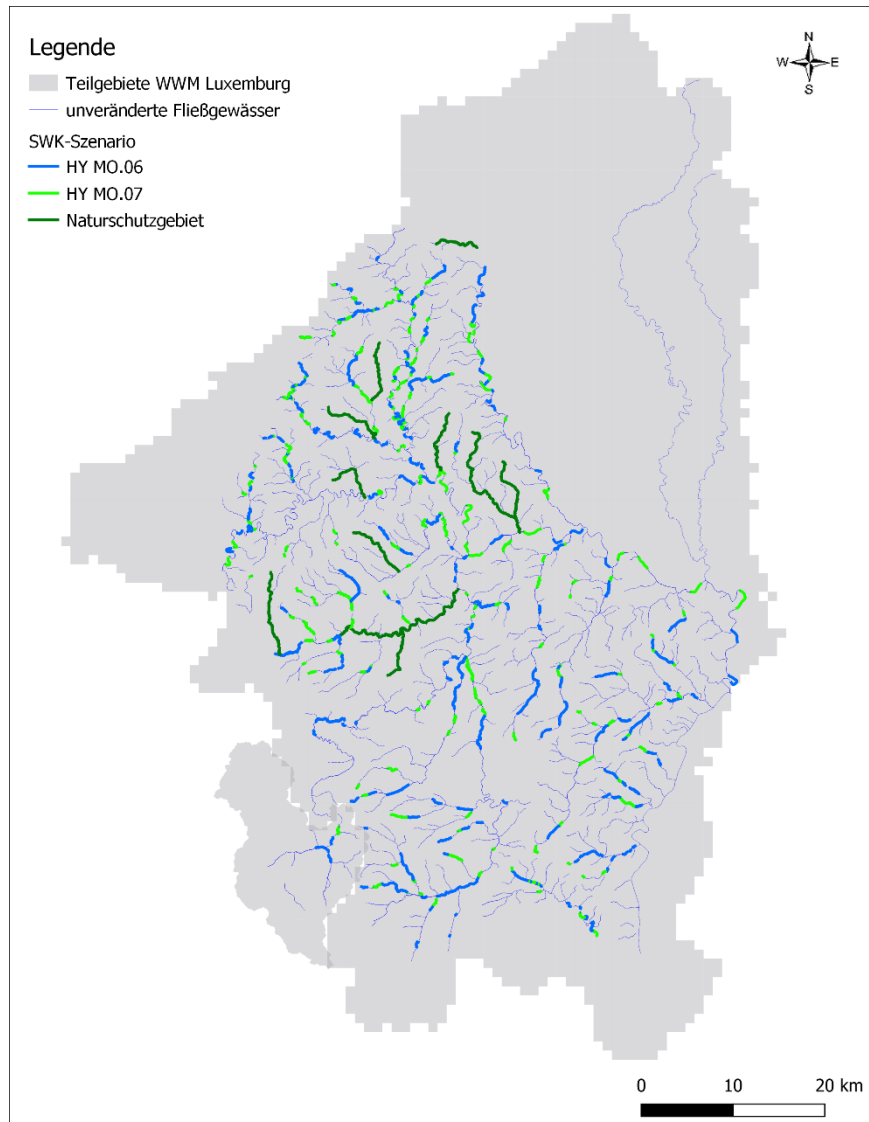 Legende
Teilgebiete WWM Luxemburg
unveränderte Fließgewässer
SWK-Szenario
HY MO.06
HY MO.07
Naturschutzgebiet
N
W E
S
0 10 20 km